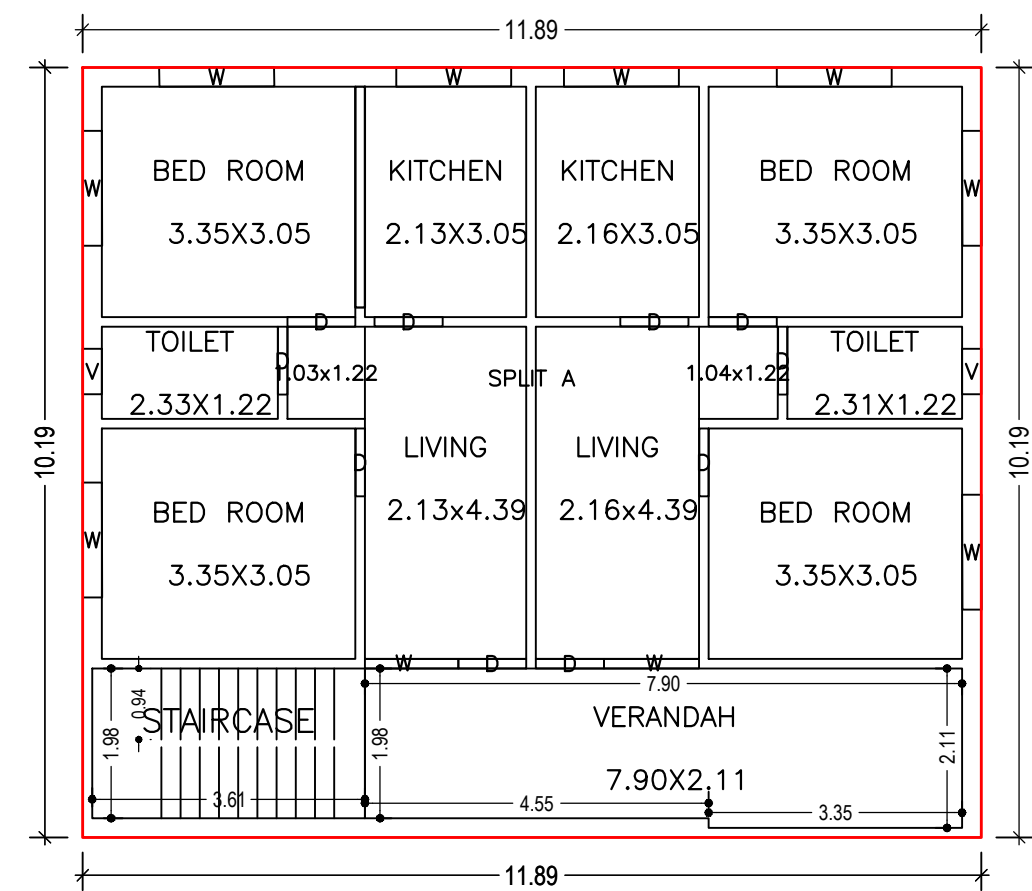 11.89
W W W W
BED ROOM KITCHEN KITCHEN BED ROOM
W W
3.35X3.05 2.13X3.05 2.16X3.05 3.35X3.05
D D D D
TOILET TOILET
D D
V 1.03x1.22 SPLIT A 1.04x1.22 V
2.33X1.22 2.31X1.22
10.19 10.19
LIVING LIVING
D D
BED ROOM 2.13x4.39 2.16x4.39 BED ROOM
W W
3.35X3.05 3.35X3.05
W D D W
7.90
0.94
STAIRCASE VERANDAH
1.98 1.98 2.11
7.90X2.11
3.61 4.55 3.35
11.89